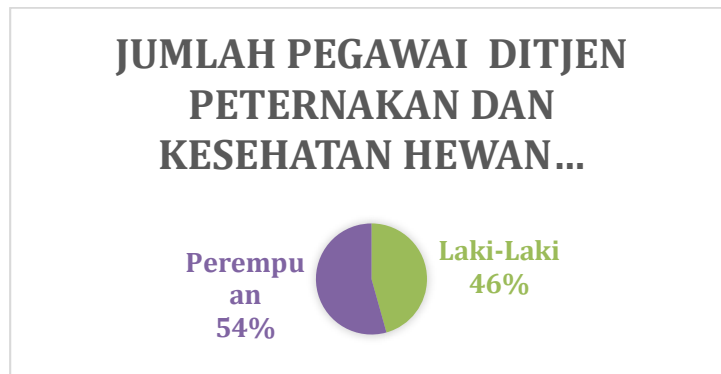 JUMLAH PEGAWAI DITJEN
PETERNAKAN DAN
KESEHATAN HEWAN...
Perempu
an
54%
Laki-Laki
46%